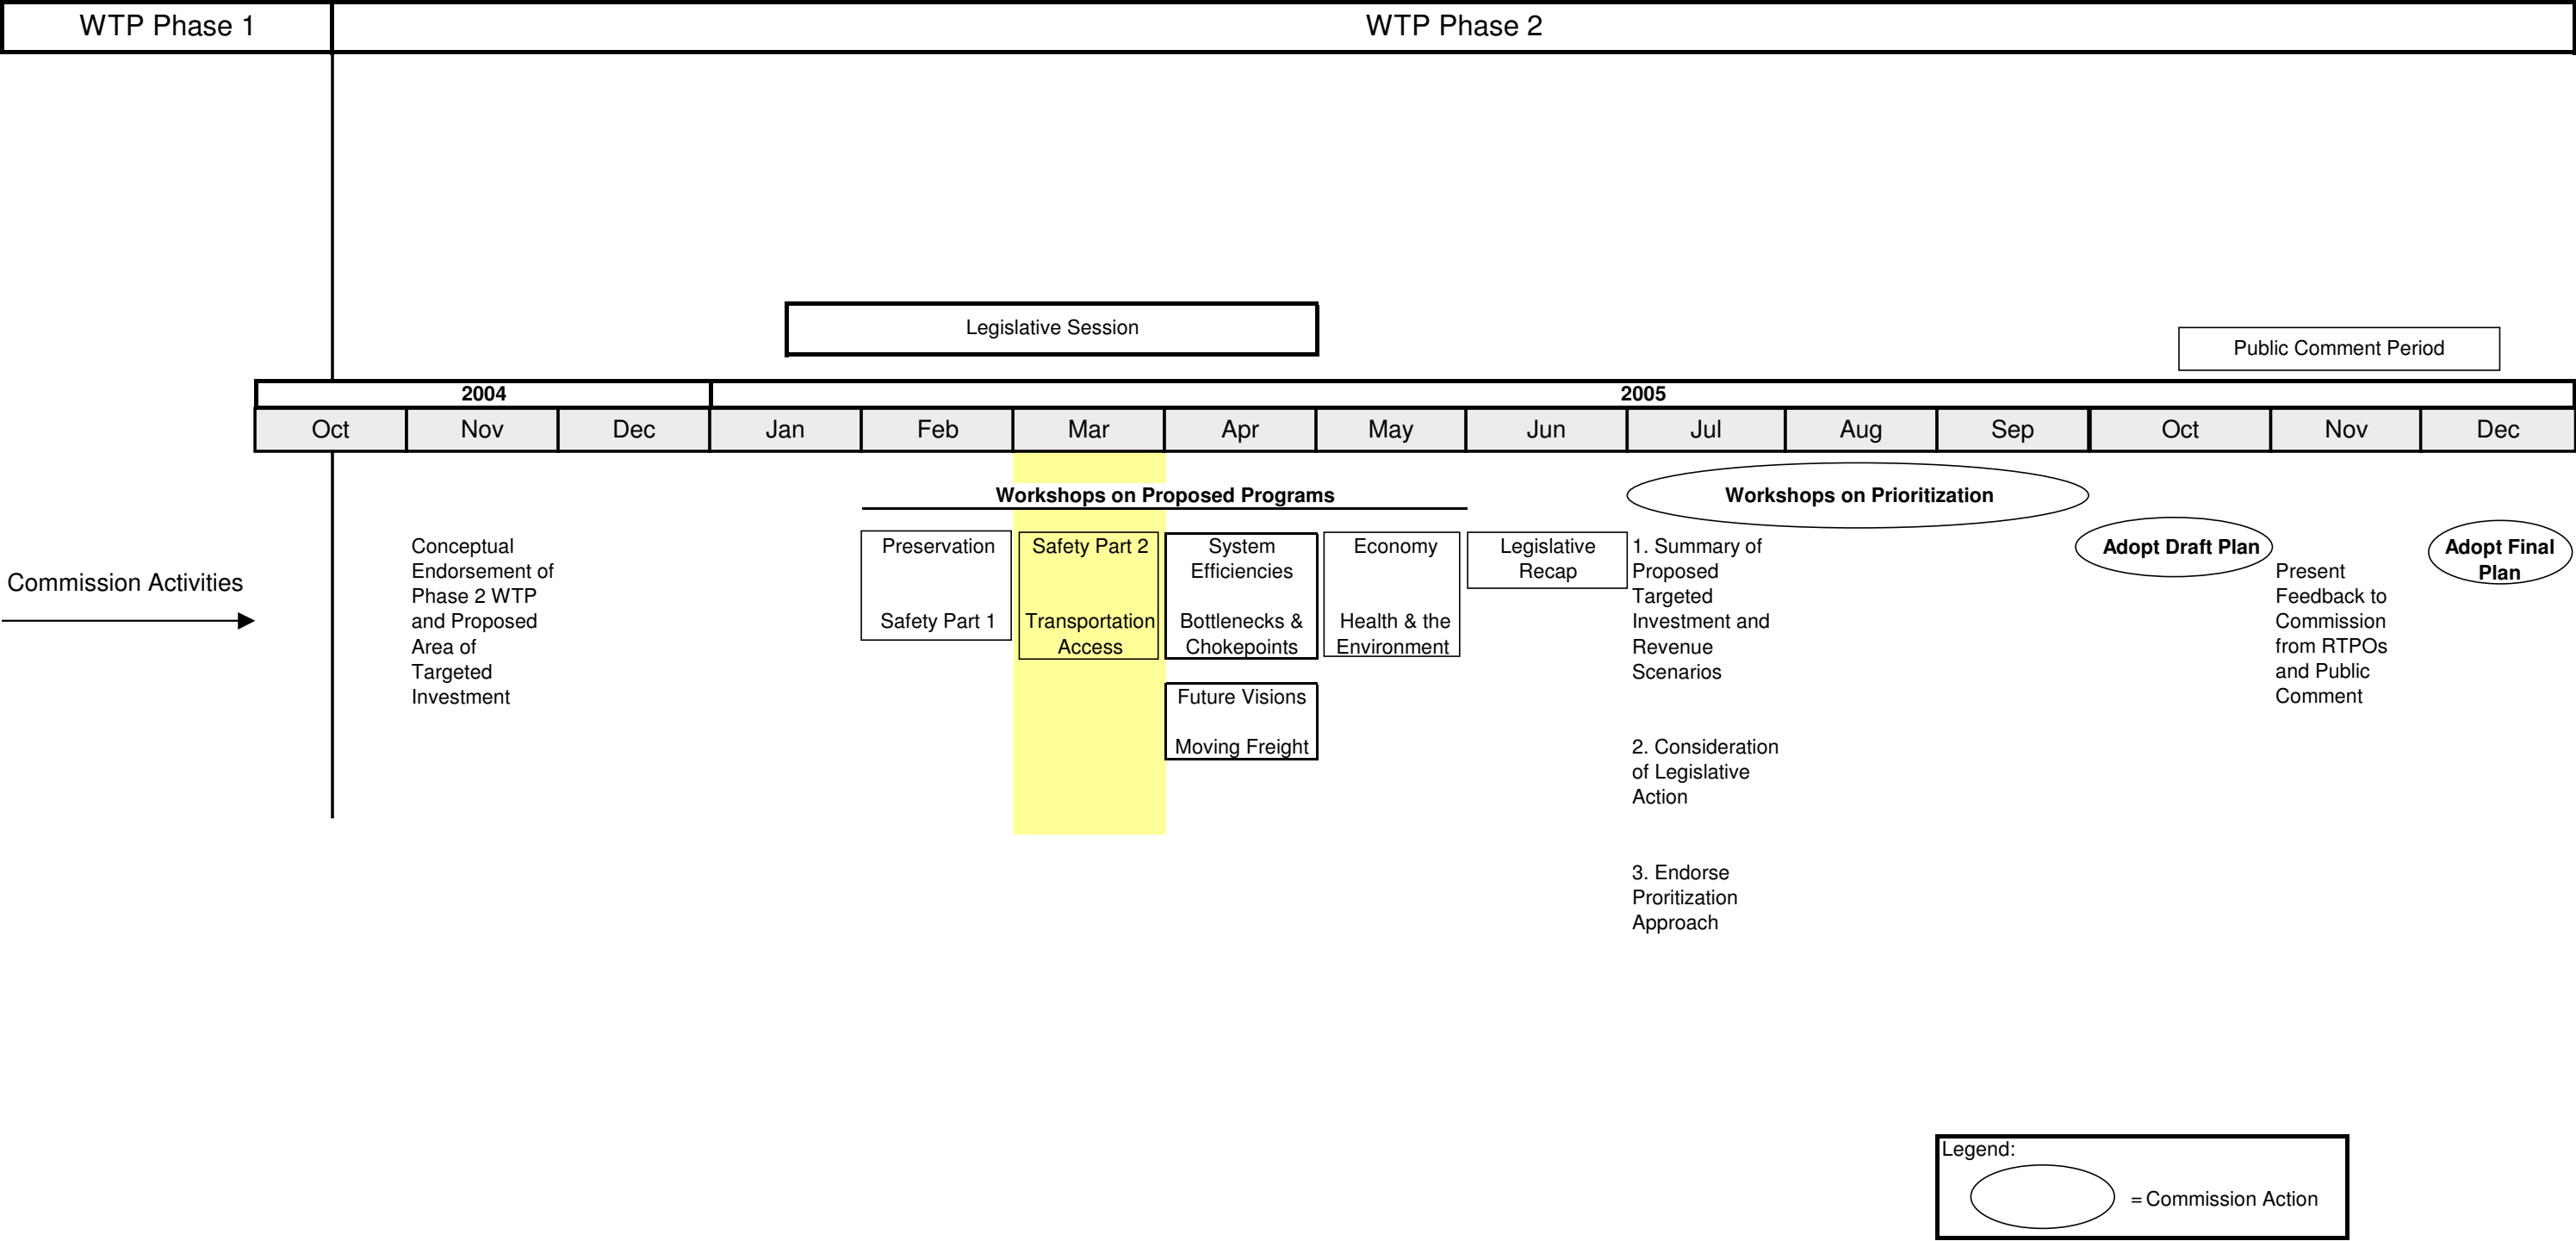 WTP Phase 1
WTP Phase 2
Legislative Session
Public Comment Period
2004
2005
Oct
Nov
Dec
Jan
Feb
Mar
Apr
May
Jun
Jul
Aug
Sep
Oct
Nov
Dec
Commission Activities
Conceptual
Endorsement of
Phase 2 WTP
and Proposed
Area of
Targeted
Investment
Workshops on Proposed Programs
Preservation
Safety Part 1
Safety Part 2
Transportation
Access
System
Efficiencies
Bottlenecks &
Chokepoints
Future Visions
Moving Freight
Economy
Health & the
Environment
Legislative
Recap
Workshops on Prioritization
1. Summary of
Proposed
Targeted
Investment and
Revenue
Scenarios
2. Consideration
of Legislative
Action
3. Endorse
Proritization
Approach
Adopt Draft Plan
Present
Feedback to
Commission
from RTPOs
and Public
Comment
Adopt Final
Plan
Legend:
= Commission Action